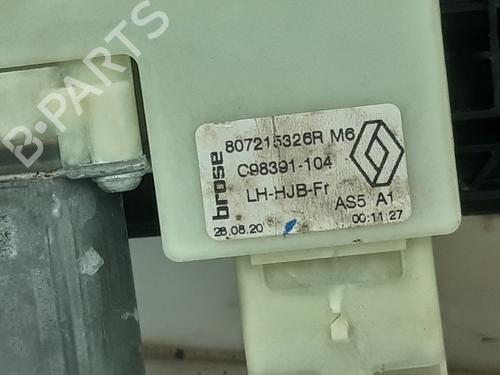 B-PARTS
brose
807215326R M6
C98391-104
LH-HJB-Fr
AS5 A1
28.08.20
00:11:27